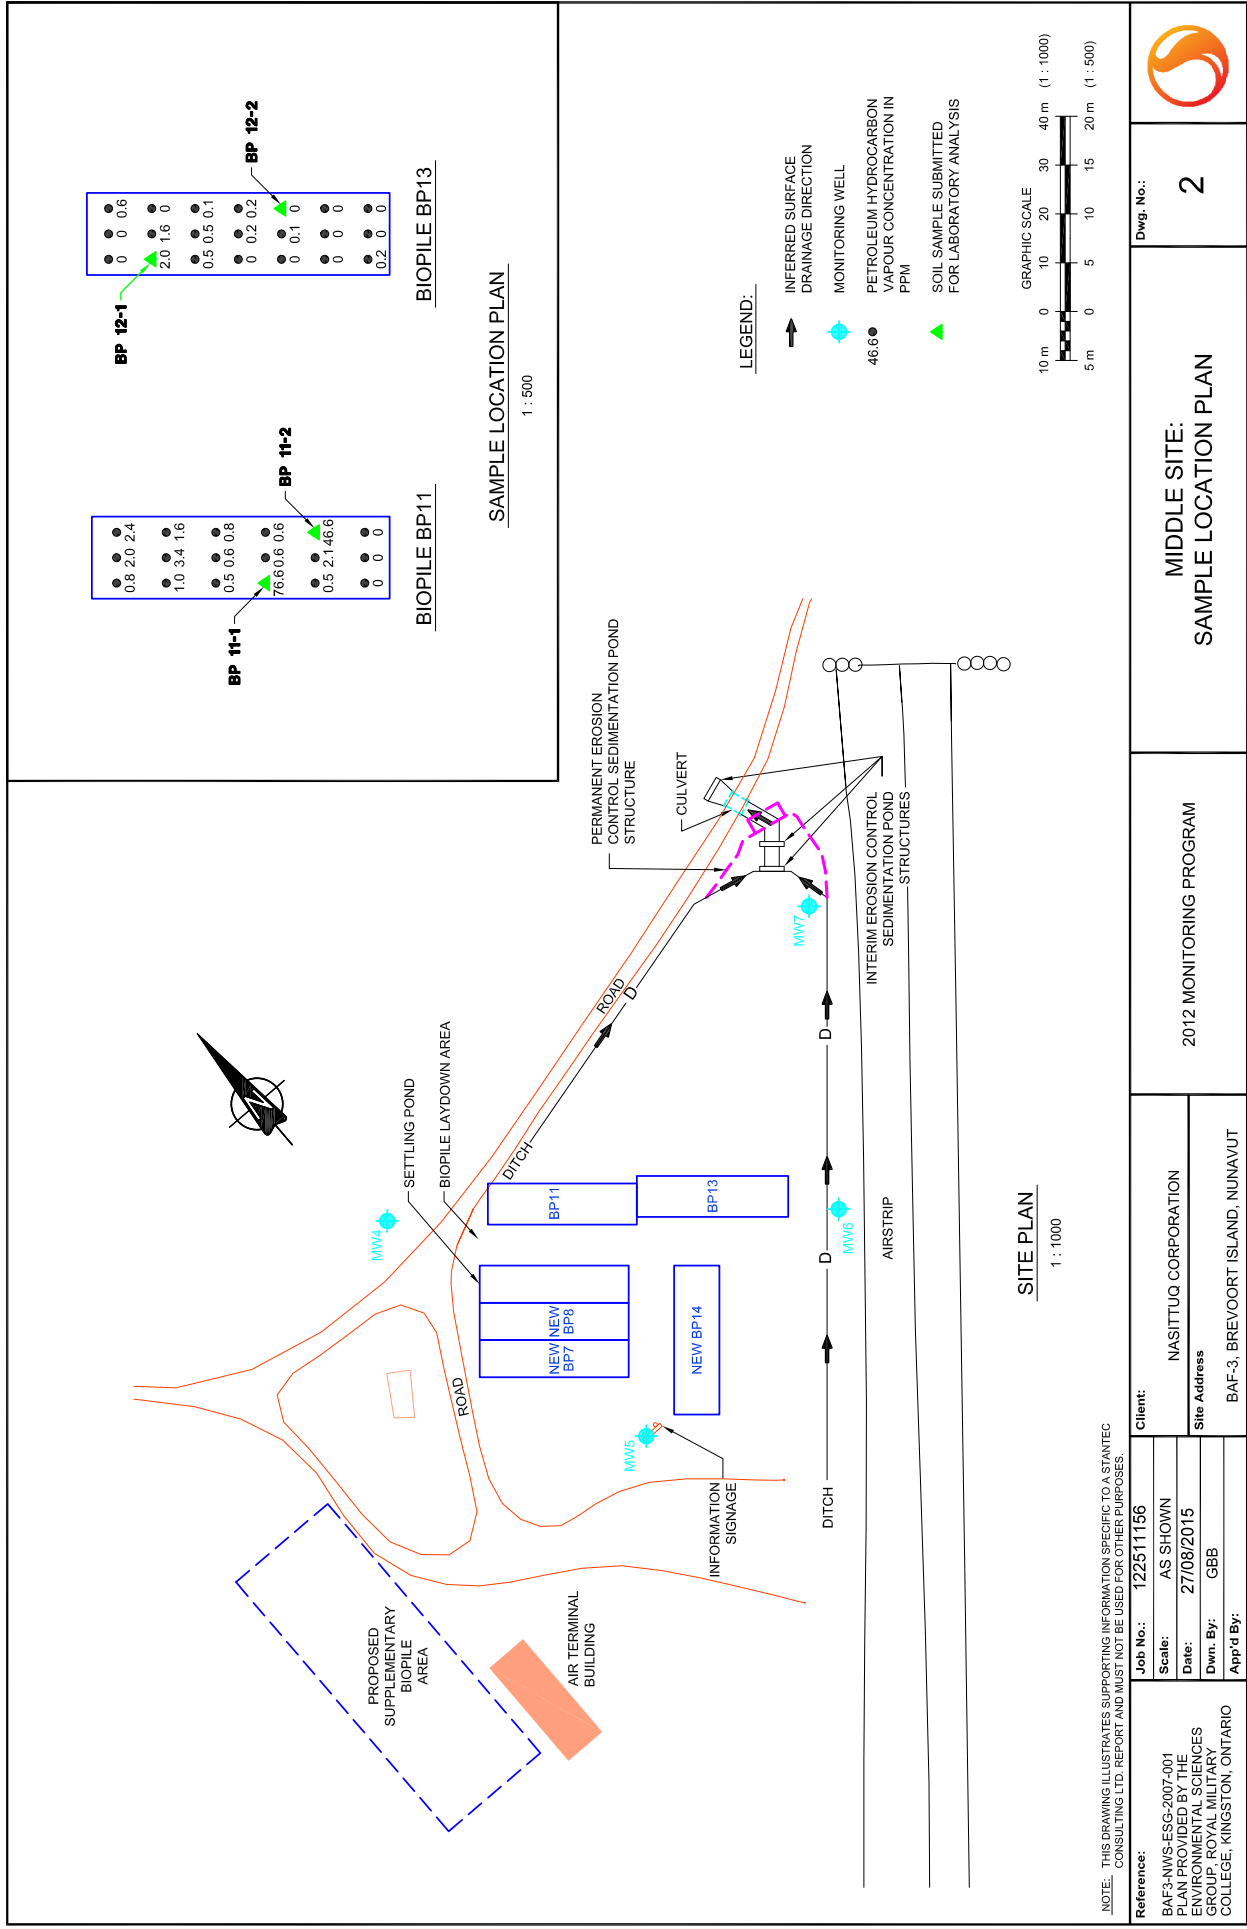 BP 11-1
0.8 2.0 2.4
1.0 3.4 1.6
0.5 0.6 0.8
76.6 0.6 0.6
0.5 2.1 46.6
0 0 0
BP 11-2
BIOPILE BP11
BP 12-1
0 0 0.6
2.0 1.6 0
0.5 0.5 0.1
0 0.2 0.2
0 0.1 0
0 0 0
0.2 0 0
BP 12-2
BIOPILE BP13
SAMPLE LOCATION PLAN
1 : 500
PROPOSED
SUPPLEMENTARY
BIOPILE
AREA
AIR TERMINAL
BUILDING
N
MW4
SETTLING POND
BIOPILE LAYDOWN AREA
ROAD
DITCH
ROAD
D
NEW
BP7
NEW
BP8
BP11
BP13
NEW BP14
MW5
INFORMATION
SIGNAGE
PERMANENT EROSION
CONTROL SEDIMENTATION POND
STRUCTURE
CULVERT
MW7
DITCH
D
D
MW6
INTERIM EROSION CONTROL
SEDIMENTATION POND
STRUCTURES
AIRSTRIP
SITE PLAN
1 : 1000
LEGEND:
INFERRED SURFACE
DRAINAGE DIRECTION
MONITORING WELL
46.6
PETROLEUM HYDROCARBON
VAPOUR CONCENTRATION IN
PPM
SOIL SAMPLE SUBMITTED
FOR LABORATORY ANALYSIS
GRAPHIC SCALE
10 m 0 10 20 30 40 m (1 : 1000)
5 m 0 5 10 15 20 m (1 : 500)
NOTE: THIS DRAWING ILLUSTRATES SUPPORTING INFORMATION SPECIFIC TO A STANTEC
CONSULTING LTD. REPORT AND MUST NOT BE USED FOR OTHER PURPOSES.
Reference:
BAF3-NWS-ESG-2007-001
PLAN PROVIDED BY THE
ENVIRONMENTAL SCIENCES
GROUP, ROYAL MILITARY
COLLEGE, KINGSTON, ONTARIO
Job No.: 122511156
Scale: AS SHOWN
Date: 27/08/2015
Dwn. By: GBB
App'd By:
Client:
NASITTUQ CORPORATION
Site Address
BAF-3, BREVOORT ISLAND, NUNAVUT
2012 MONITORING PROGRAM
MIDDLE SITE:
SAMPLE LOCATION PLAN
Dwg. No.:
2